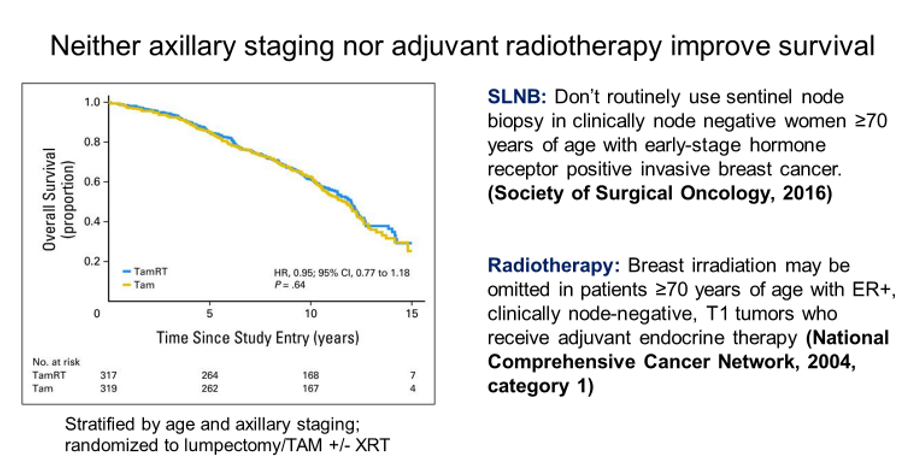 Neither axillary staging nor adjuvant radiotherapy improve survival
Overall Survival
(proportion)
1.0
0.8
0.6
0.4
0.2
TamRT
Tam
HR, 0.95; 95% CI, 0.77 to 1.18
P = .64
0 5 10 15
Time Since Study Entry (years)
No. at risk
TamRT 317 264 168 7
Tam 319 262 167 4
Stratified by age and axillary staging;
randomized to lumpectomy/TAM +/- XRT
SLNB: Don’t routinely use sentinel node
biopsy in clinically node negative women ≥70
years of age with early-stage hormone
receptor positive invasive breast cancer.
(Society of Surgical Oncology, 2016)
Radiotherapy: Breast irradiation may be
omitted in patients ≥70 years of age with ER+,
clinically node-negative, T1 tumors who
receive adjuvant endocrine therapy (National
Comprehensive Cancer Network, 2004,
category 1)